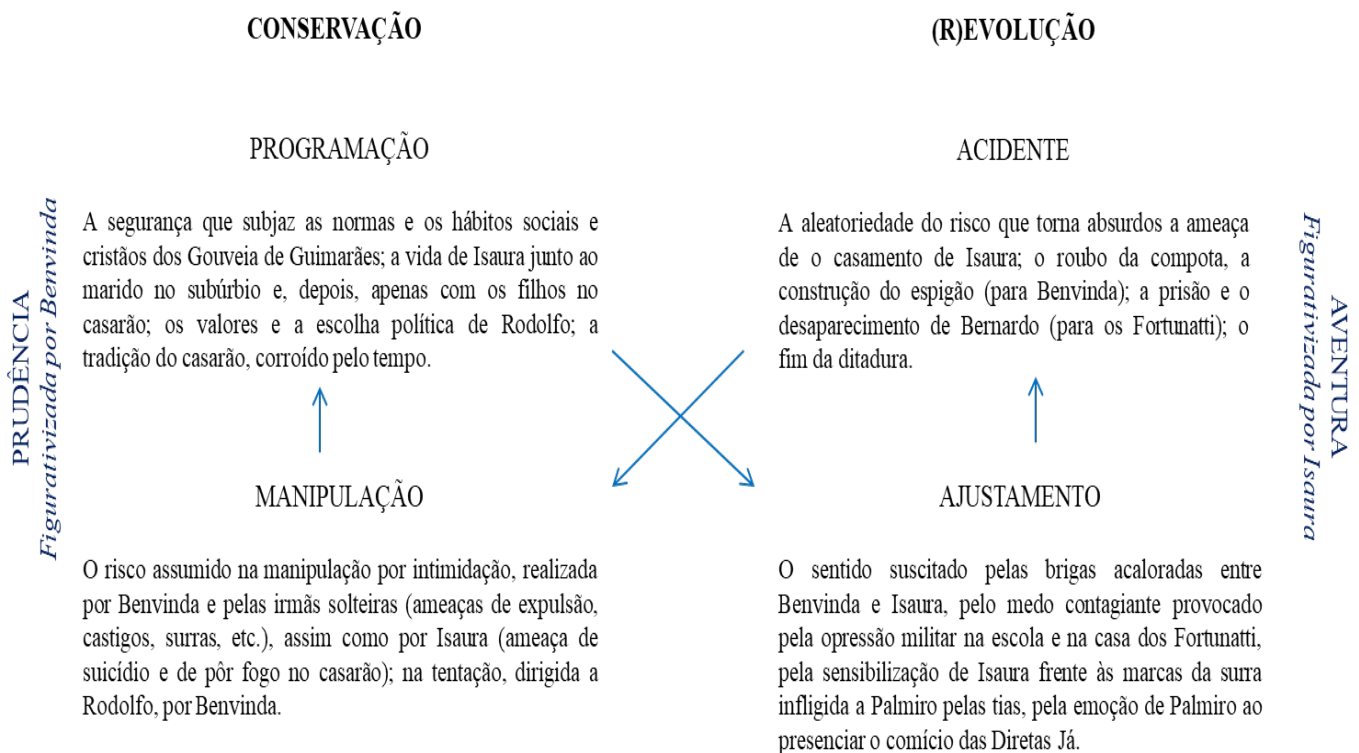 CONSERVAÇÃO
(R)EVOLUÇÃO
PROGRAMAÇÃO
A segurança que subjaz as normas e os hábitos sociais e
cristãos dos Gouveia de Guimarães; a vida de Isaura junto ao
marido no subúrbio e, depois, apenas com os filhos no
casarão; os valores e a escolha política de Rodolfo; a
tradição do casarão, corroído pelo tempo.
ACIDENTE
A aleatoriedade do risco que torna absurdos a ameaça
de o casamento de Isaura; o roubo da compota, a
construção do espigão (para Benvinda); a prisão e o
desaparecimento de Bernardo (para os Fortunatti); o
fim da ditadura.
PRUDÊNCIA
Figurativizada por Benvinda
AVENTURA
Figurativizada por Isaura
MANIPULAÇÃO
O risco assumido na manipulação por intimidação, realizada
por Benvinda e pelas irmãs solteiras (ameaças de expulsão,
castigos, surras, etc.), assim como por Isaura (ameaça de
suicídio e de pôr fogo no casarão); na tentação, dirigida a
Rodolfo, por Benvinda.
AJUSTAMENTO
O sentido suscitado pelas brigas acaloradas entre
Benvinda e Isaura, pelo medo contagiante provocado
pela opressão militar na escola e na casa dos Fortunatti,
pela sensibilização de Isaura frente às marcas da surra
infligida a Palmiro pelas tias, pela emoção de Palmiro ao
presenciar o comício das Diretas Já.